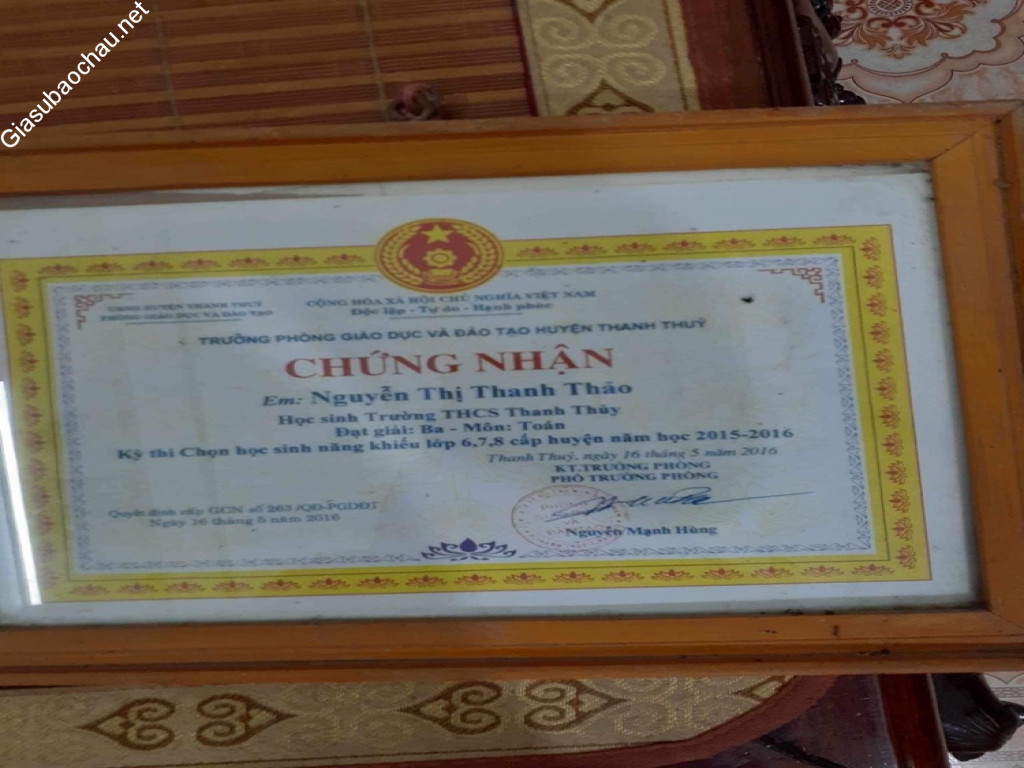 Giasubaochau.net
UBND HUYỆN THANH THUỶ
PHÒNG GIÁO DỤC VÀ ĐÀO TẠO
CỘNG HÒA XÃ HỘI CHỦ NGHĨA VIỆT NAM
Độc lập - Tự do - Hạnh phúc
TRƯỞNG PHÒNG GIÁO DỤC VÀ ĐÀO TẠO HUYỆN THANH THUỶ
CHỨNG NHẬN
Em: Nguyễn Thị Thanh Thảo
Học sinh Trường THCS Thanh Thủy
Đạt giải: Ba - Môn: Toán
Kỳ thi Chọn học sinh năng khiếu lớp 6,7,8 cấp huyện năm học 2015-2016
Thanh Thuỷ, ngày 16 tháng 5 năm 2016
KT.TRƯỞNG PHÒNG
PHÓ TRƯỞNG PHÒNG
Quyết định cấp GCN số 263 /QĐ-PGDĐT
Ngày 16 tháng 5 năm 2016
Nguyễn Mạnh Hùng